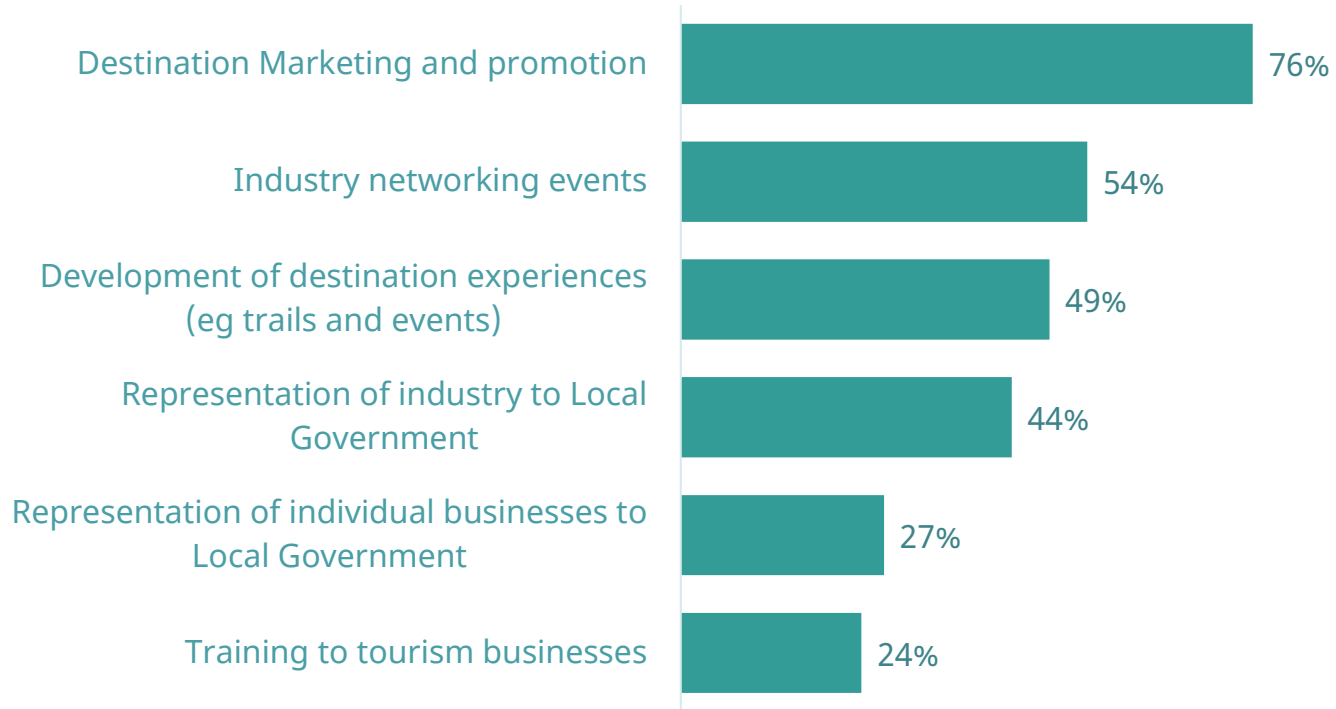 Destination Marketing and promotion
76%
Industry networking events
54%
Development of destination experiences
(eg trails and events)
49%
Representation of industry to Local
Government
44%
Representation of individual businesses to
Local Government
27%
Training to tourism businesses
24%